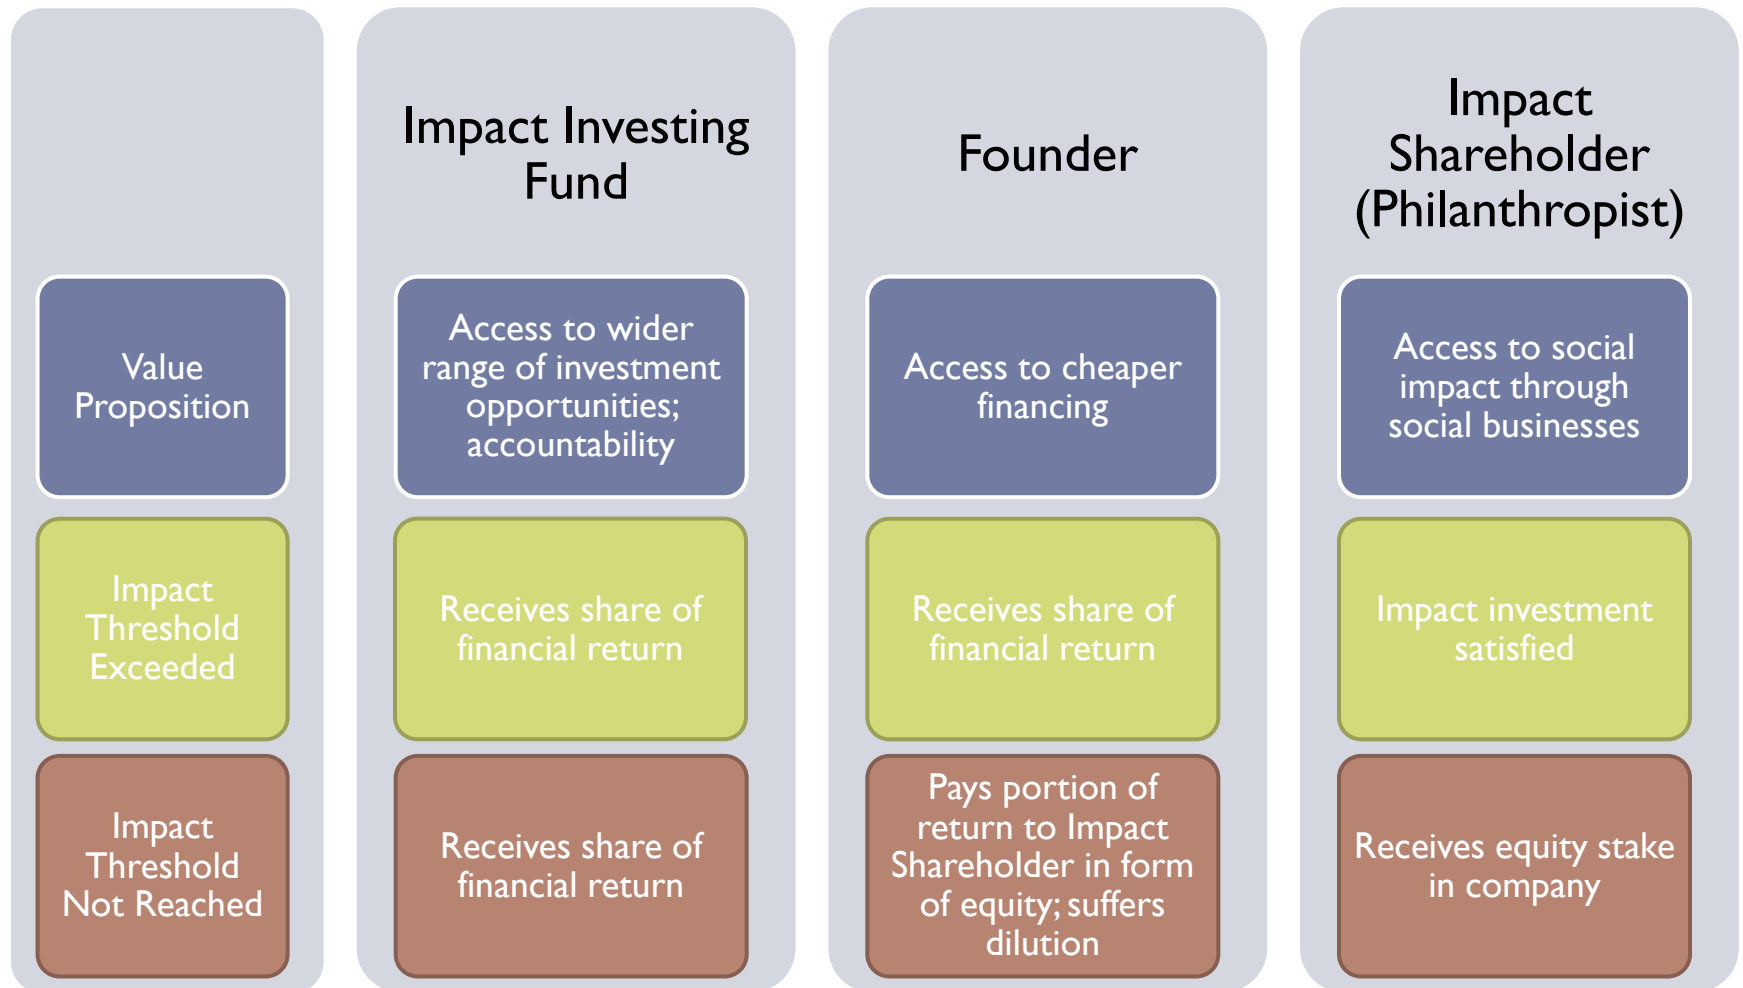 Impact Investing
Fund
Founder
Impact
Shareholder
(Philanthropist)
Value
Proposition
Access to wider
range of investment
opportunities;
accountability
Access to cheaper
financing
Access to social
impact through
social businesses
Impact
Threshold
Exceeded
Receives share of
financial return
Receives share of
financial return
Impact investment
satisfied
Impact
Threshold
Not Reached
Receives share of
financial return
Pays portion of
return to Impact
Shareholder in form
of equity; suffers
dilution
Receives equity stake
in company